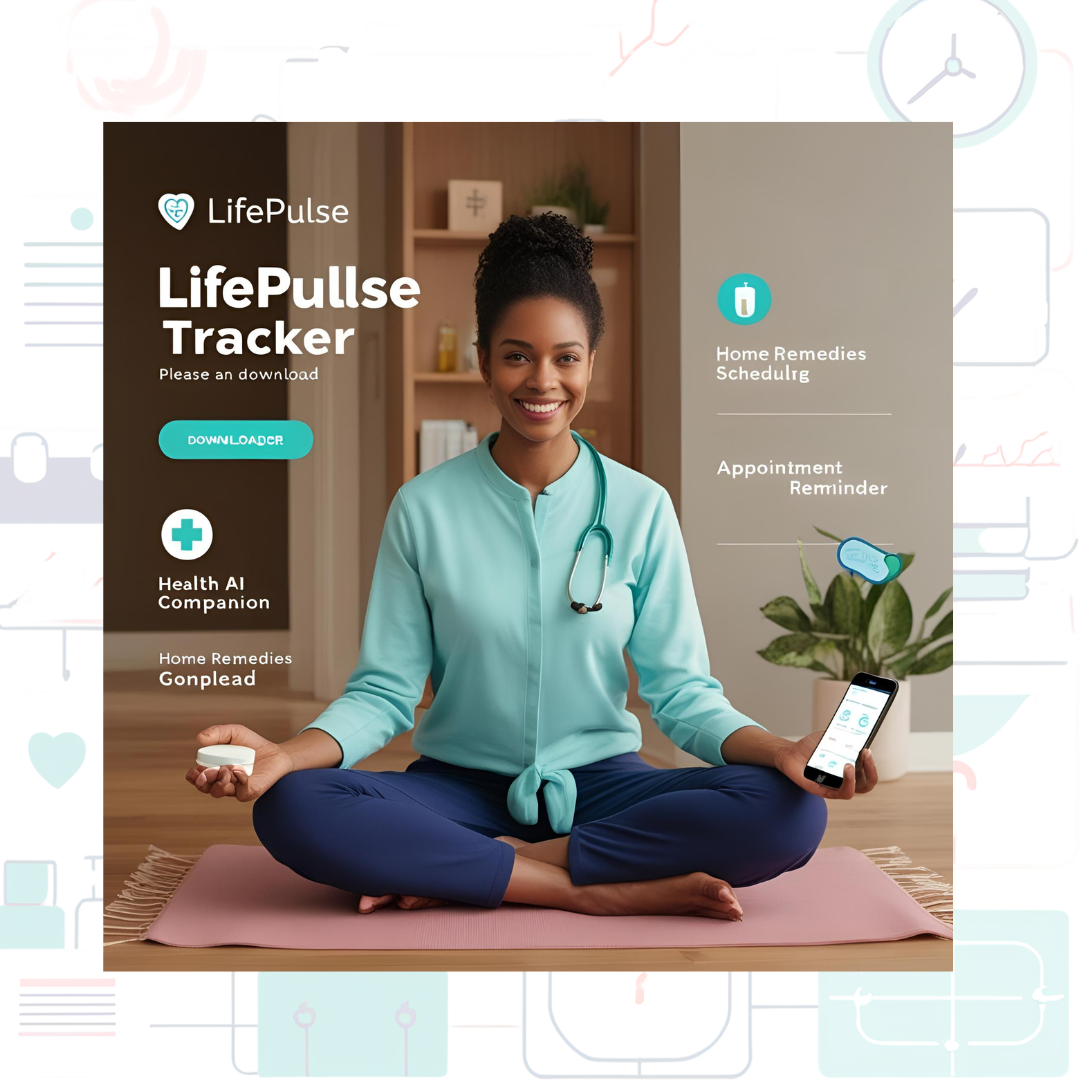 LifePulse
LifePullse
Tracker
Please an download
DOWNLOADER
Health AI
Companion
Home Remedies
Gonplead
Home Remedies
Schedulrg
Appointment
Reminder